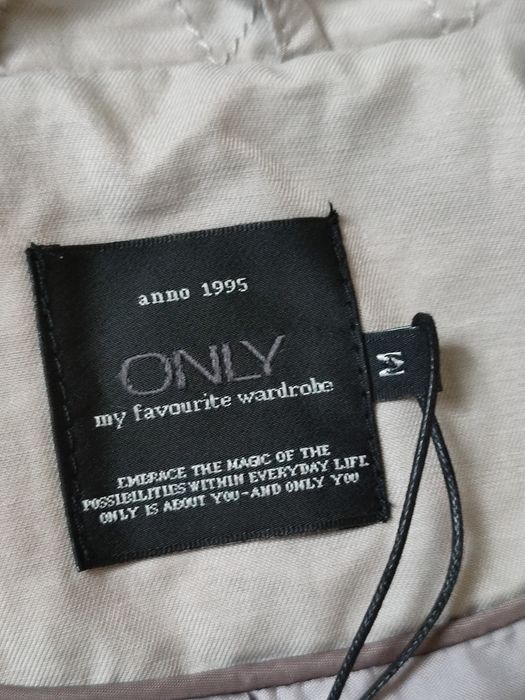 anno 1995
ONLY
my favourite wardrobe
M
EMBRACE THE MAGIC OF THE
POSSIBILITIES WITHIN EVERYDAY LIFE
ONLY IS ABOUT YOU-AND ONLY YOU